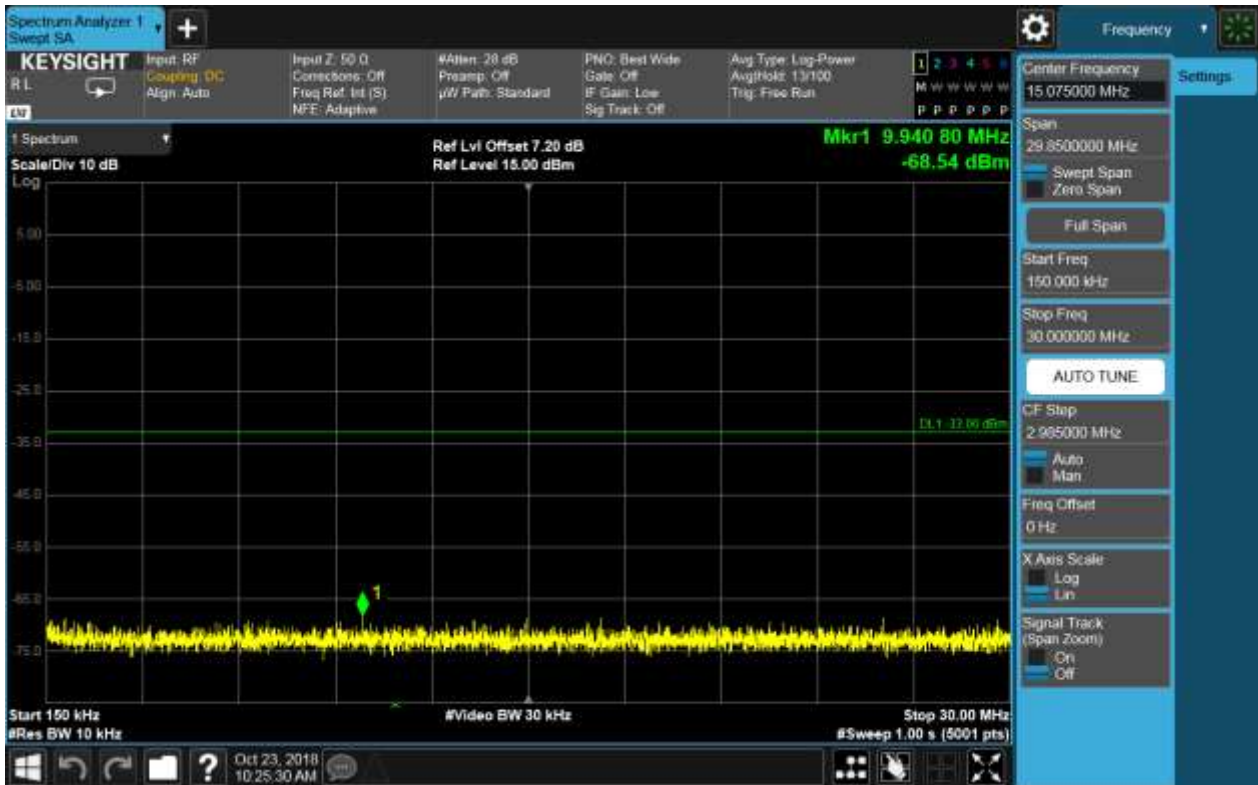 Spectrum Analyzer 1
Swept SA
+
Frequency
KEYSIGHT
R L
Input: RF
Coupling: DC
Align: Auto
Input Z: 50 Ω
Corrections: Off
Freq Ref: Int (S)
NFE: Adaptive
#Atten: 28 dB
Preamp: Off
µW Path: Standard
PNO: Best Wide
Gate: Off
IF Gain: Low
Sig Track: Off
Avg Type: Log-Power
Avg|Hold: 13/100
Trig: Free Run
1 2 3 4 5 6
M W W W W W
P P P P P P
Center Frequency
15.075000 MHz
Settings
1 Spectrum
Scale/Div 10 dB
Ref Lvl Offset 7.20 dB
Ref Level 15.00 dBm
Mkr1 9.940 80 MHz
-68.54 dBm
Span
29.8500000 MHz
Swept Span
Zero Span
Full Span
Start Freq
150.000 kHz
Stop Freq
30.000000 MHz
AUTO TUNE
CF Step
2.985000 MHz
Auto
Man
Freq Offset
0 Hz
X Axis Scale
Log
Lin
Signal Track
(Span Zoom)
On
Off
Log
5.00
-5.00
-15.0
-25.0
DL1 -33.00 dBm
-35.0
-45.0
-55.0
1
-65.0
-75.0
Start 150 kHz
#Video BW 30 kHz
Stop 30.00 MHz
#Res BW 10 kHz
#Sweep 1.00 s (5001 pts)
?
Oct 23, 2018
10:25:30 AM